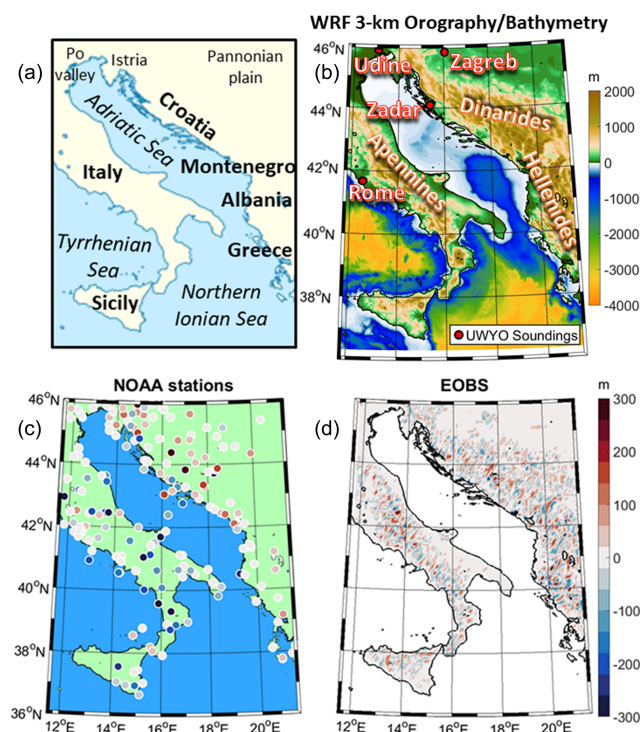 WRF 3-km Orography/Bathymetry
(a)
Po
valley
Istria
Pannonian
plain
Adriatic Sea
Croatia
Italy
Montenegro
Albania
Tyrrhenian
Sea
Greece
Sicily
Northern
Ionian Sea
(b)
46°N
44°N
42°N
40°N
38°N
Udine
Zagreb
Zadar
Dinarides
Apennines
Hellenides
Rome
UWYO Soundings
m
2000
1000
0
-1000
-2000
-3000
-4000
NOAA stations
(c)
46°N
44°N
42°N
40°N
38°N
36°N
12°E
14°E
16°E
18°E
20°E
EOBS
(d)
12°E
14°E
16°E
18°E
20°E
m
300
200
100
0
-100
-200
-300